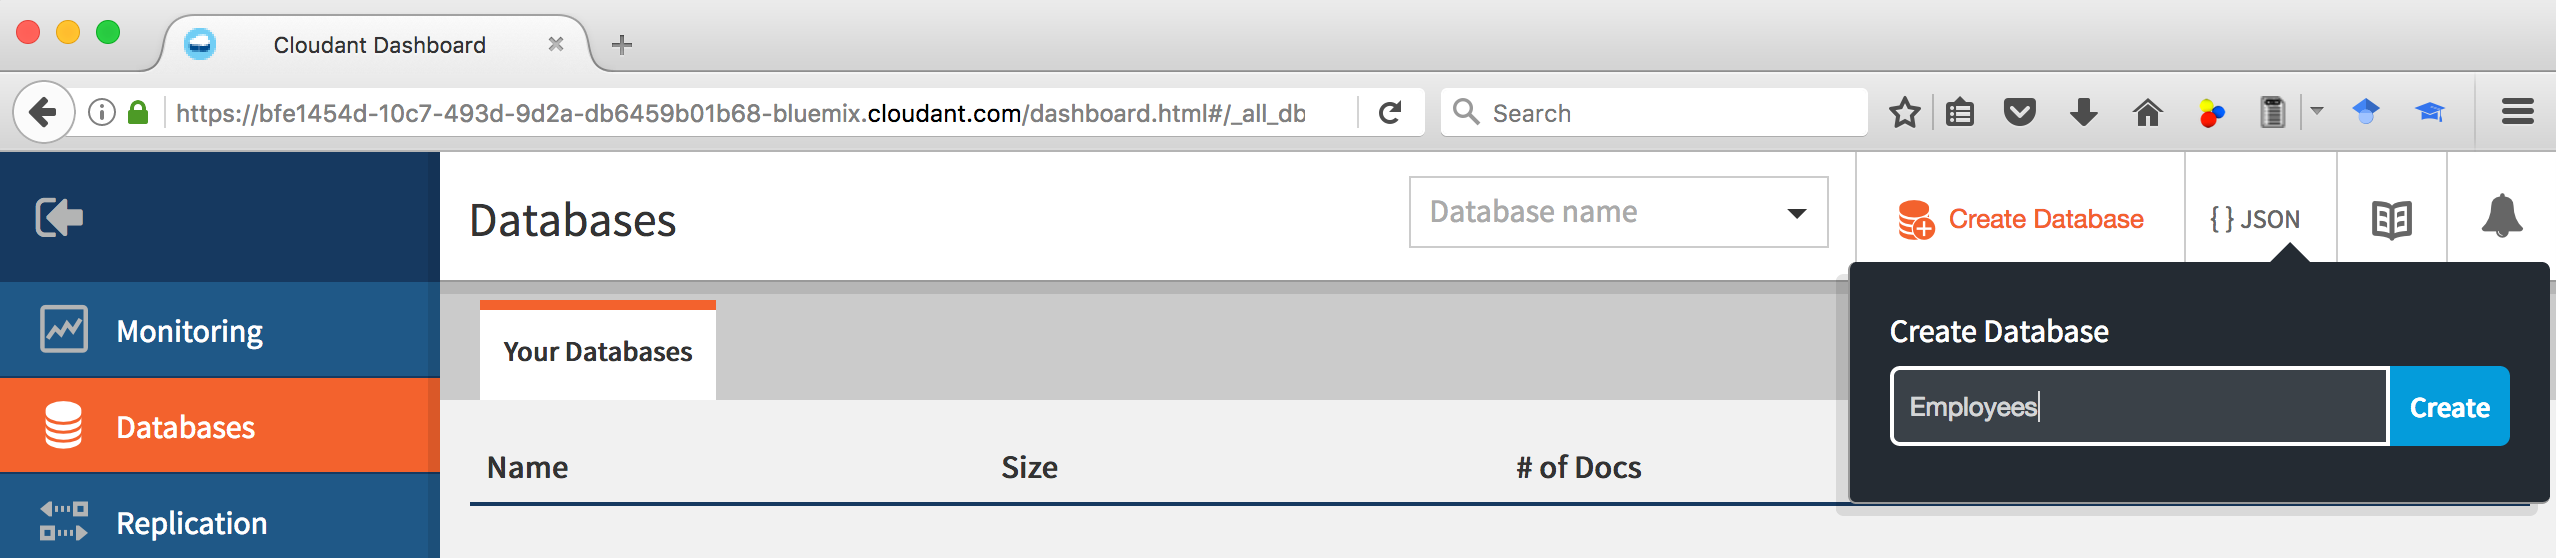 Cloudant Dashboard
https://bfe1454d-10c7-493d-9d2a-db6459b01b68-bluemix.cloudant.com/dashboard.html#/_all_db
Search
Databases
Database name
Create Database
{ } JSON
Monitoring
Databases
Replication
Your Databases
Name
Size
# of Docs
Create Database
Employees
Create